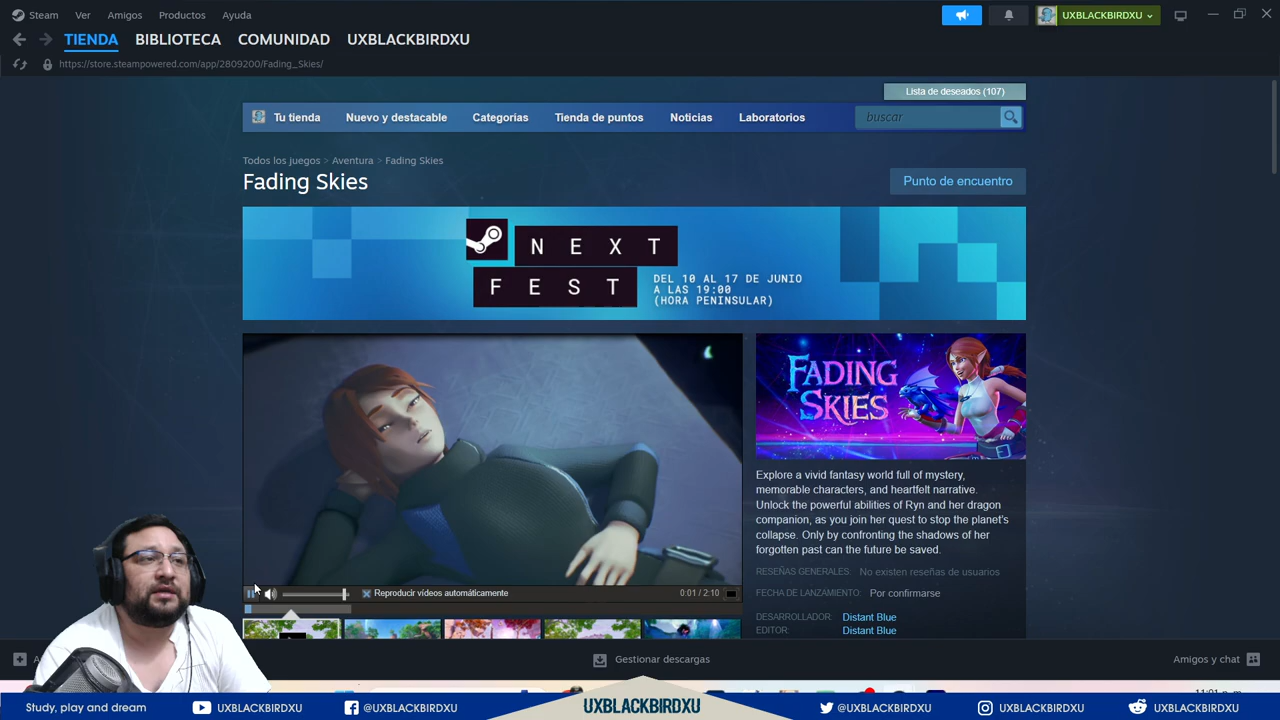 Steam Ver Amigos Productos Ayuda UXBLACKBIRDXU
TIENDA BIBLIOTECA COMUNIDAD UXBLACKBIRDXU
https://store.steampowered.com/app/2809200/Fading_Skies/
Lista de deseados (107)
Tu tienda Nuevo y destacable Categorías Tienda de puntos Noticias Laboratorios buscar
Todos los juegos > Aventura > Fading Skies
Fading Skies
Punto de encuentro
NEXT
FEST
DEL 10 AL 17 DE JUNIO
A LAS 19:00
(HORA PENINSULAR)
FADING
SKIES
Explore a vivid fantasy world full of mystery,
memorable characters, and heartfelt narrative.
Unlock the powerful abilities of Ryn and her dragon
companion, as you join her quest to stop the planet's
collapse. Only by confronting the shadows of her
forgotten past can the future be saved.
RESEÑAS GENERALES: No existen reseñas de usuarios
Reproducir vídeos automáticamente 0:01 / 2:10
FECHA DE LANZAMIENTO: Por confirmarse
DESARROLLADOR: Distant Blue
EDITOR: Distant Blue
Gestionar descargas
Amigos y chat
Study, play and dream UXBLACKBIRDXU @UXBLACKBIRDXU UXBLACKBIRDXU @UXBLACKBIRDXU UXBLACKBIRDXU UXBLACKBIRDXU